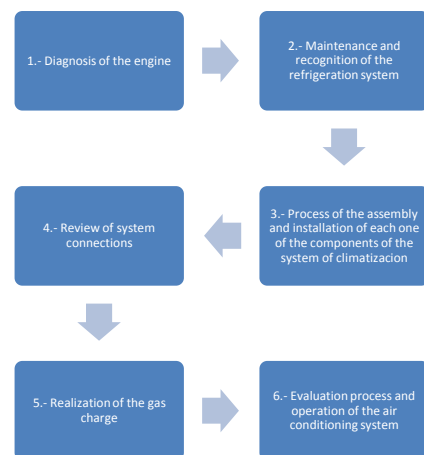 1.- Diagnosis of the engine
2.- Maintenance and
recognition of the
refrigeration system
3.- Process of the assembly
and installation of each one
of the components of the
system of climatizacion
4.- Review of system
connections
5.- Realization of the gas
charge
6.- Evaluation process and
operation of the air
conditioning system